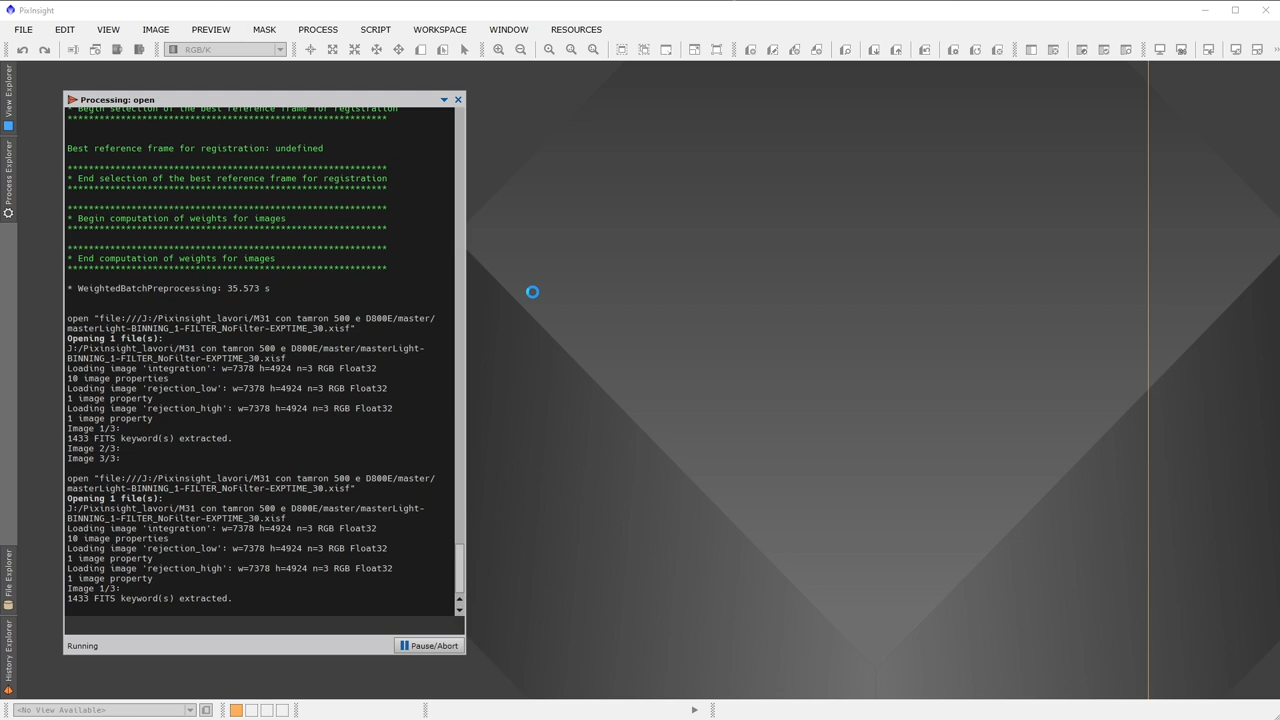 PixInsight
FILE EDIT VIEW IMAGE PREVIEW MASK PROCESS SCRIPT WORKSPACE WINDOW RESOURCES
RGB/K
View Explorer
Process Explorer
File Explorer
History Explorer
Processing: open
* Begin selection of the best reference frame for registration
*************************************************************
Best reference frame for registration: undefined
*************************************************************
* End selection of the best reference frame for registration
*************************************************************
*************************************************************
* Begin computation of weights for images
*************************************************************
*************************************************************
* End computation of weights for images
*************************************************************
* WeightedBatchPreprocessing: 35.573 s
open "file:///J:/Pixinsight_lavori/M31 con tamron 500 e D800E/master/
masterLight-BINNING_1-FILTER_NoFilter-EXPTIME_30.xisf"
Opening 1 file(s):
J:/Pixinsight_lavori/M31 con tamron 500 e D800E/master/masterLight-
BINNING_1-FILTER_NoFilter-EXPTIME_30.xisf
Loading image 'integration': w=7378 h=4924 n=3 RGB Float32
10 image properties
Loading image 'rejection_low': w=7378 h=4924 n=3 RGB Float32
1 image property
Loading image 'rejection_high': w=7378 h=4924 n=3 RGB Float32
1 image property
Image 1/3:
1433 FITS keyword(s) extracted.
Image 2/3:
Image 3/3:
open "file:///J:/Pixinsight_lavori/M31 con tamron 500 e D800E/master/
masterLight-BINNING_1-FILTER_NoFilter-EXPTIME_30.xisf"
Opening 1 file(s):
J:/Pixinsight_lavori/M31 con tamron 500 e D800E/master/masterLight-
BINNING_1-FILTER_NoFilter-EXPTIME_30.xisf
Loading image 'integration': w=7378 h=4924 n=3 RGB Float32
10 image properties
Loading image 'rejection_low': w=7378 h=4924 n=3 RGB Float32
1 image property
Loading image 'rejection_high': w=7378 h=4924 n=3 RGB Float32
1 image property
Image 1/3:
1433 FITS keyword(s) extracted.
Running
Pause/Abort
<No View Available>